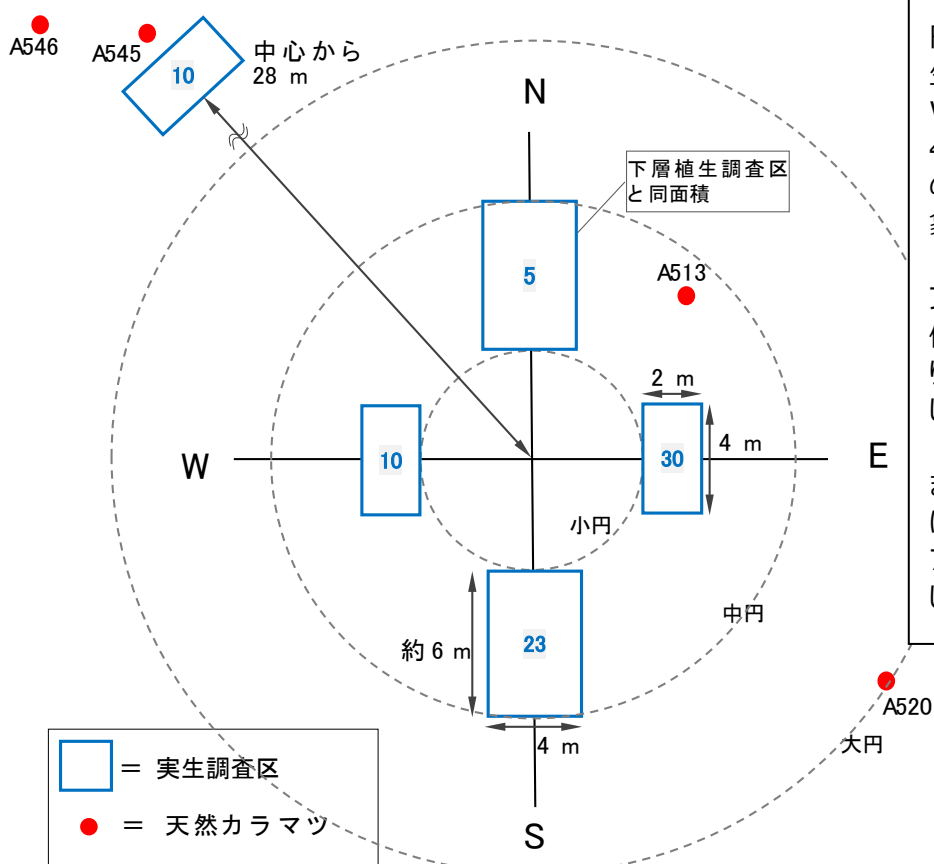 A546
A545
10
中心から
28 m
N
下層植生調査区
と同面積
5
A513
2 m
W
10
30
4 m
E
小円
中円
約 6 m
23
4 m
A520
大円
= 実生調査区
= 天然カラマツ
S